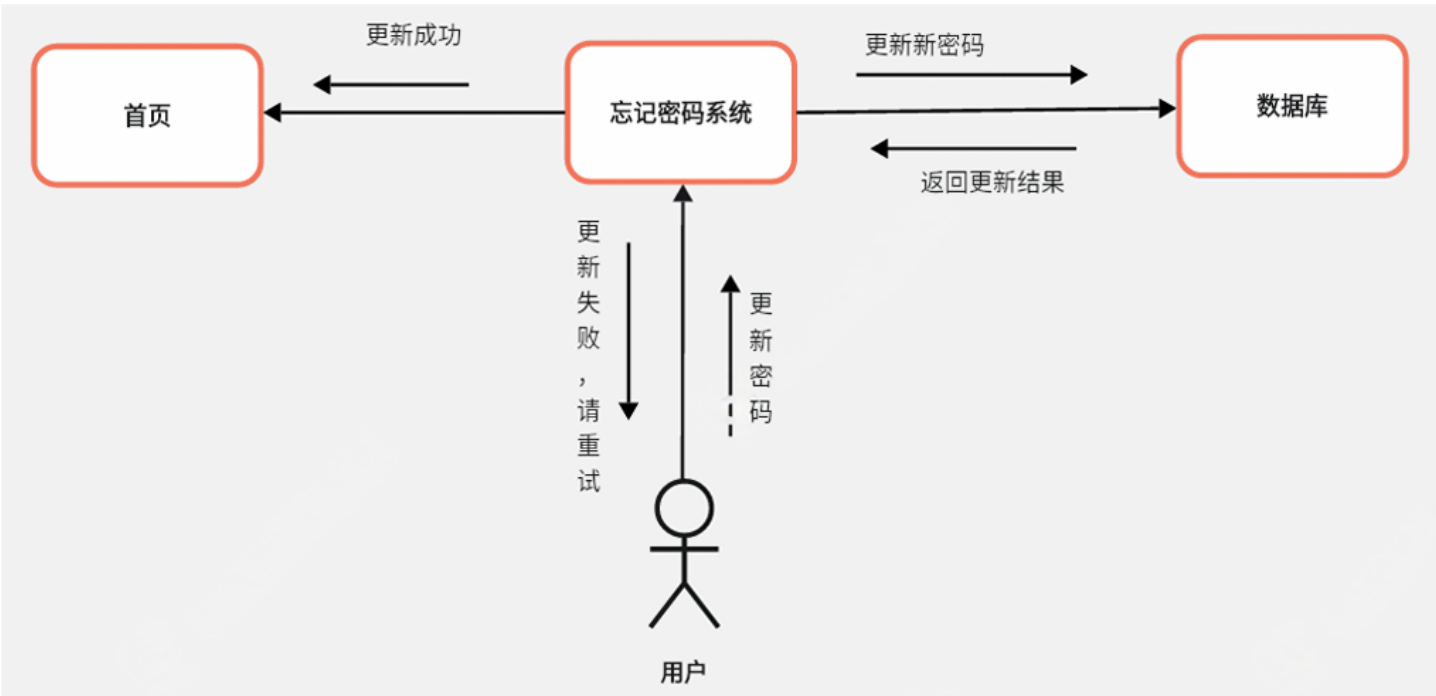 更新成功
更新新密码
首页
忘记密码系统
数据库
返回更新结果
更新失败，请重试
更新密码
用户